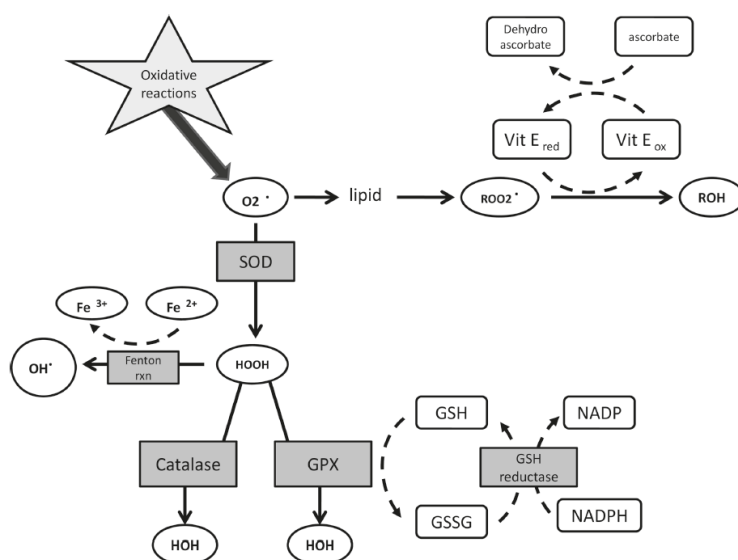 Oxidative
reactions
Dehydro
ascorbate
ascorbate
Vit E red
Vit E ox
O2 •
lipid
ROO2 •
ROH
SOD
Fe 3+
Fe 2+
OH•
Fenton
rxn
HOOH
GSH
NADP
Catalase
GPX
GSH
reductase
GSSG
NADPH
HOH
HOH